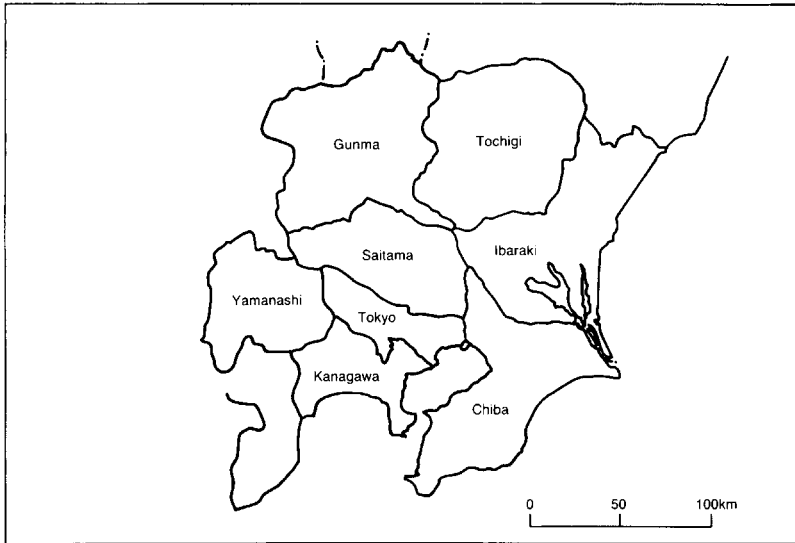 Gunma
Tochigi
Ibaraki
Saitama
Yamanashi
Tokyo
Kanagawa
Chiba
0 50 100km